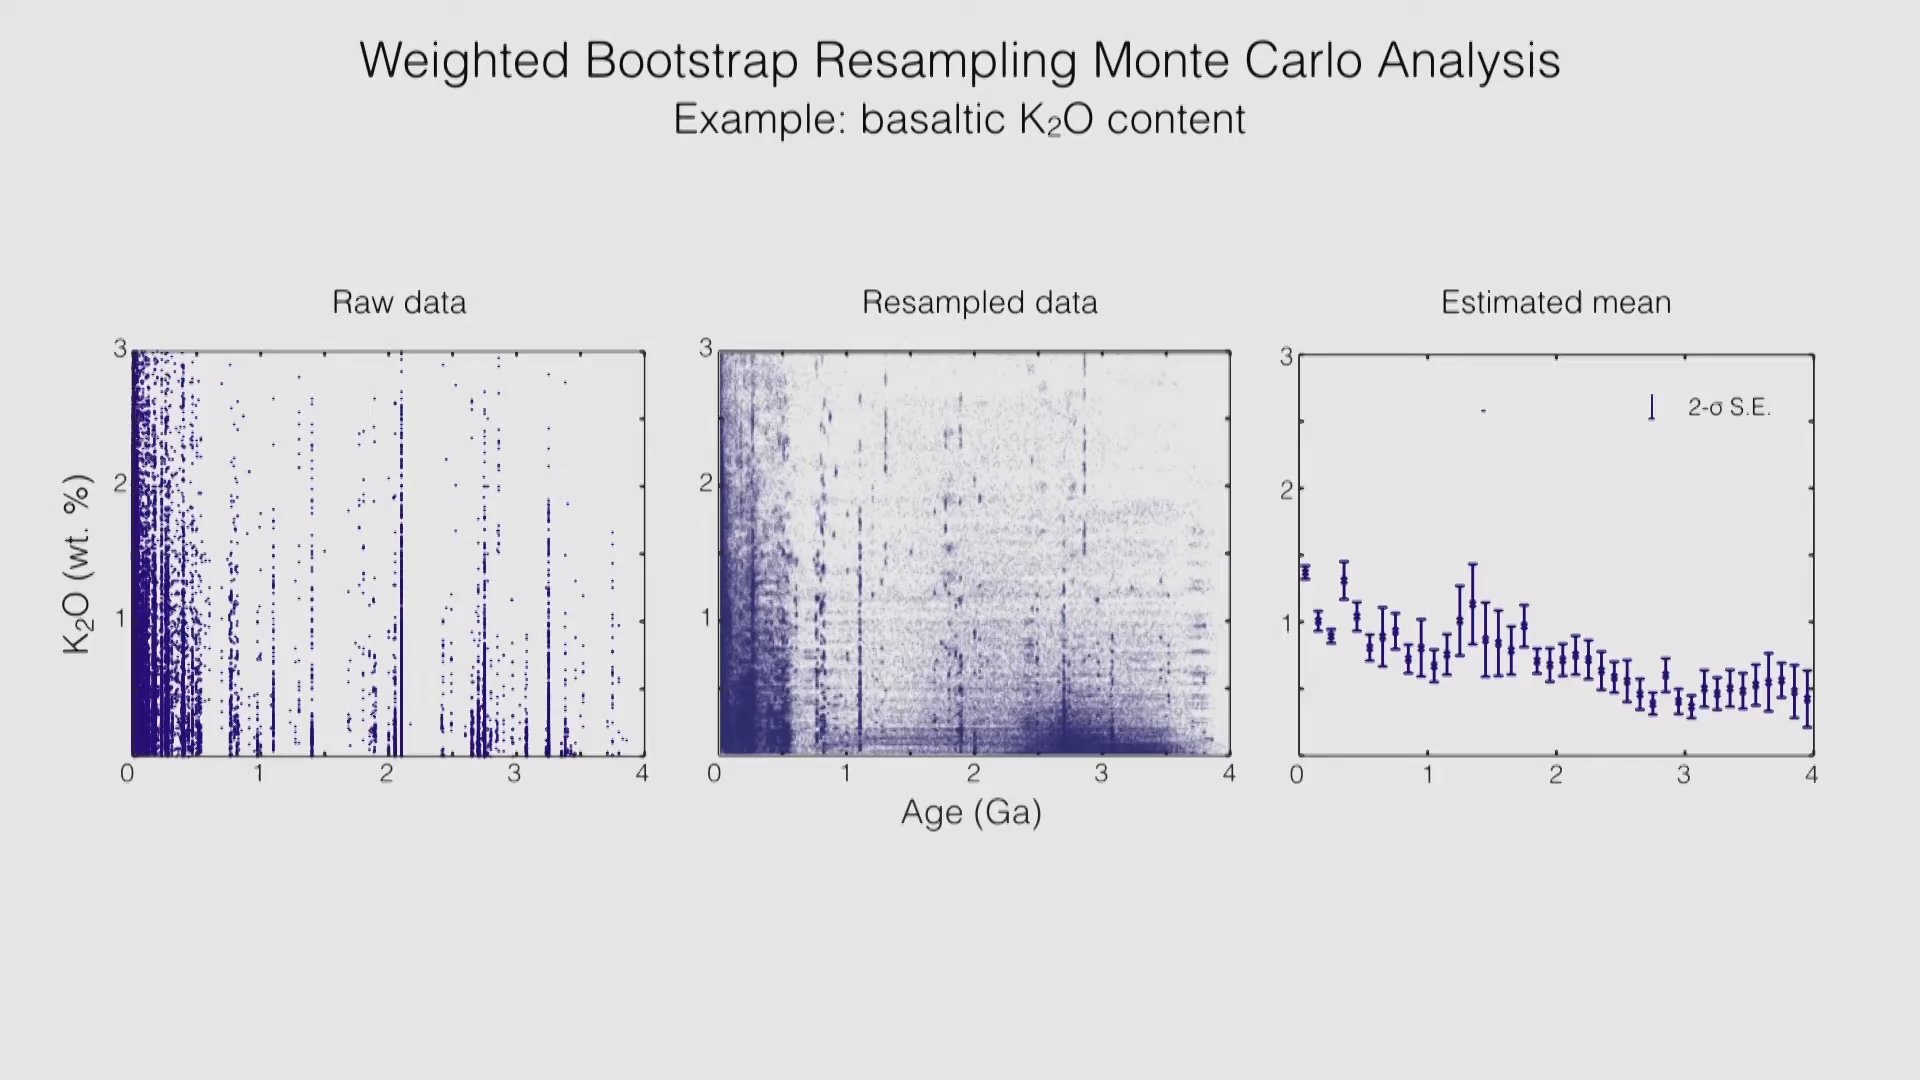 Weighted Bootstrap Resampling Monte Carlo Analysis
Example: basaltic K₂O content
Raw data
Resampled data
Estimated mean
K₂O (wt. %)
3
2
1
0 1 2 3 4
3
2
1
0 1 2 3 4
3
2
1
0 1 2 3 4
2-σ S.E.
Age (Ga)